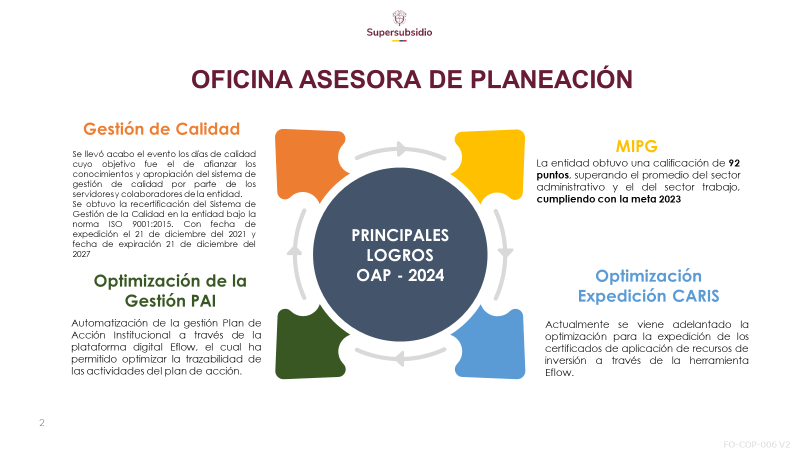 Supersubsidio
OFICINA ASESORA DE PLANEACIÓN
Gestión de Calidad
Se llevó acabo el evento los días de calidad
cuyo objetivo fue el de afianzar los
conocimientos y apropiación del sistema de
gestión de calidad por parte de los
servidores y colaboradores de la entidad.
Se obtuvo la recertificación del Sistema de
Gestión de la Calidad en la entidad bajo la
norma ISO 9001:2015. Con fecha de
expedición el 21 de diciembre del 2021 y
fecha de expiración 21 de diciembre del
2027
MIPG
La entidad obtuvo una calificación de 92
puntos, superando el promedio del sector
administrativo y el del sector trabajo,
cumpliendo con la meta 2023
PRINCIPALES
LOGROS
OAP - 2024
Optimización de la
Gestión PAI
Automatización de la gestión Plan de
Acción Institucional a través de la
plataforma digital Eflow, el cual ha
permitido optimizar la trazabilidad de
las actividades del plan de acción.
Optimización
Expedición CARIS
Actualmente se viene adelantado la
optimización para la expedición de los
certificados de aplicación de recursos de
inversión a través de la herramienta
Eflow.
2
FO-COP-006 V2